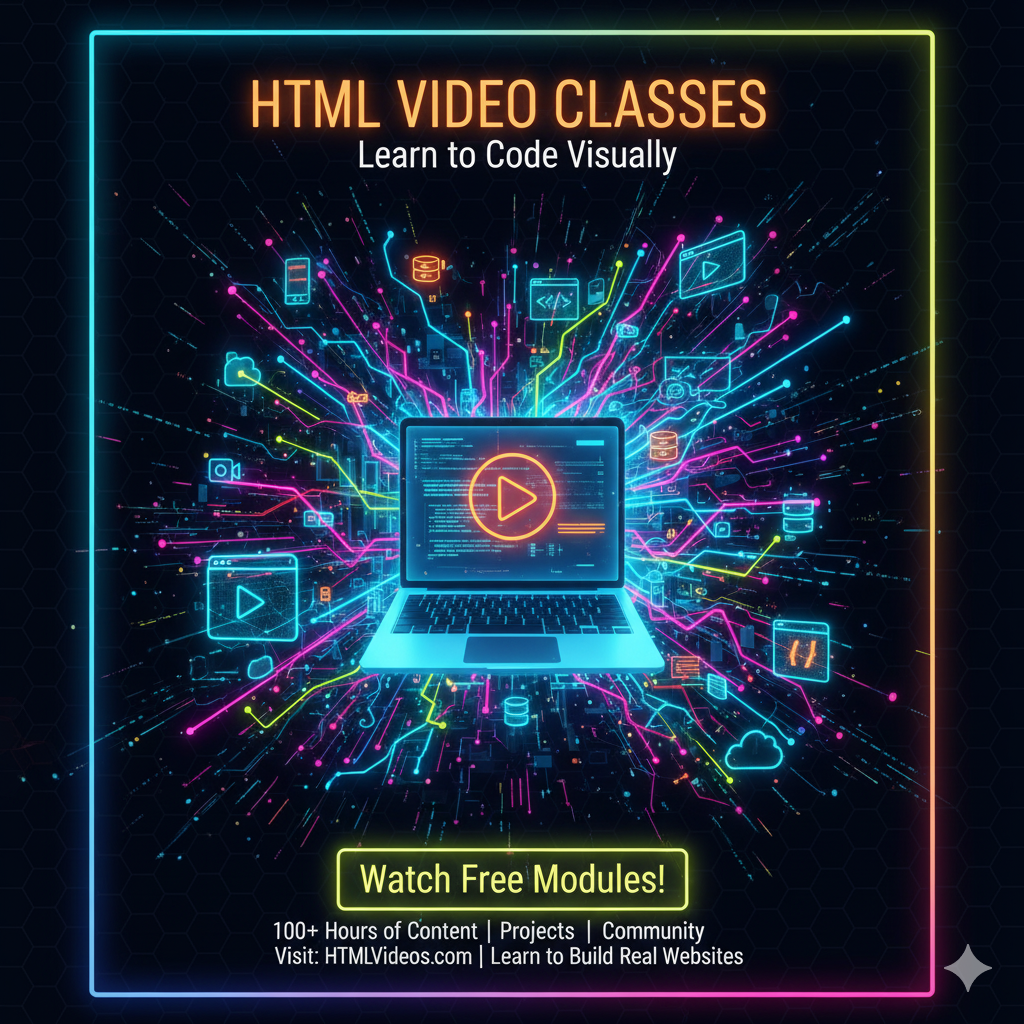 HTML VIDEO CLASSES
Learn to Code Visually
Watch Free Modules!
100+ Hours of Content | Projects | Community
Visit: HTMLVideos.com | Learn to Build Real Websites